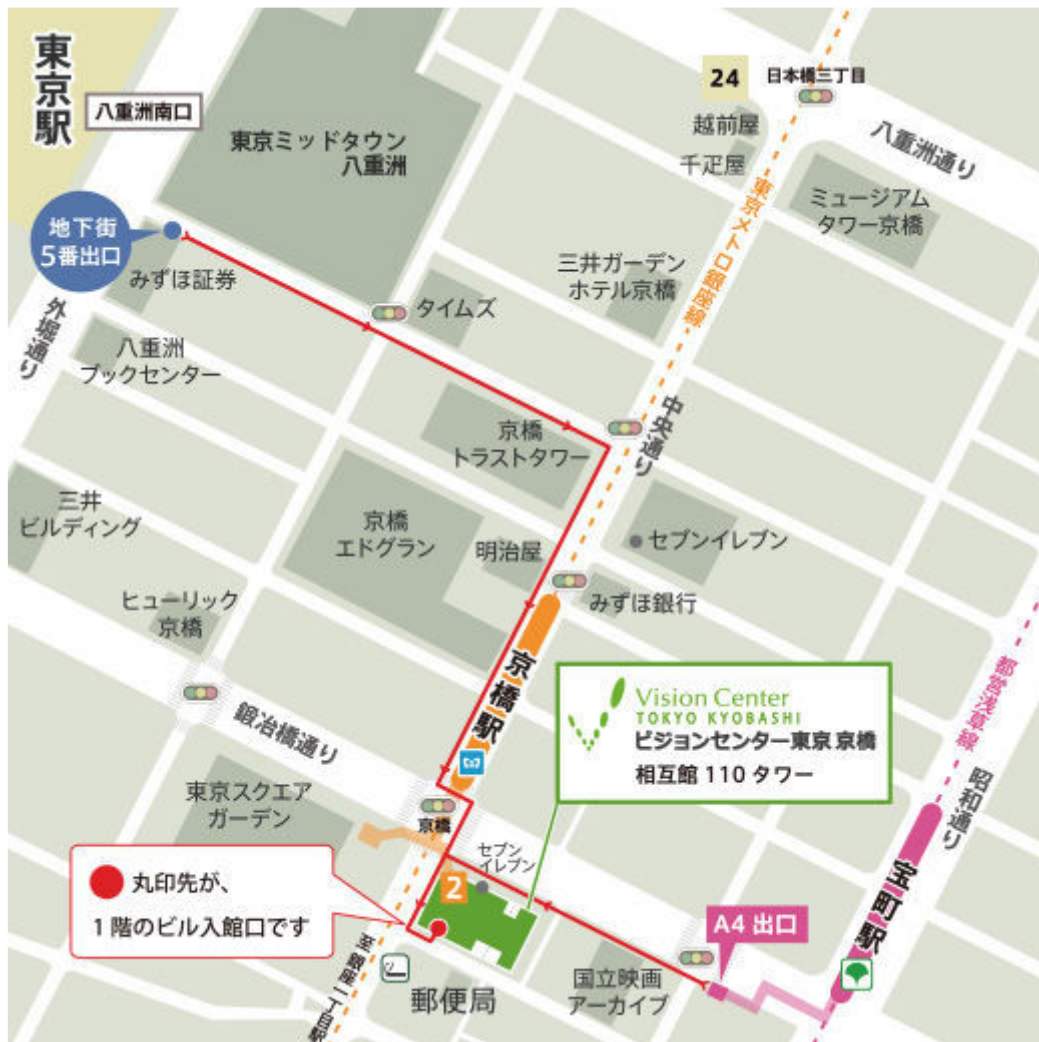 東京駅
八重洲南口
地下街
5番出口
東京ミッドタウン
八重洲
24
日本橋三丁目
越前屋
千疋屋
八重洲通り
ミュージアム
タワー京橋
東京メトロ銀座線
三井ガーデン
ホテル京橋
みずほ証券
外堀通り
タイムズ
八重洲
ブックセンター
中央通り
京橋
トラストタワー
三井
ビルディング
京橋
エドグラン
明治屋
セブンイレブン
みずほ銀行
ヒューリック
京橋
京橋駅
鍛冶橋通り
Vision Center
TOKYO KYOBASHI
ビジョンセンター東京 京橋
相互館 110 タワー
都営浅草線
昭和通り
東京スクエア
ガーデン
京橋
セブン
イレブン
2
丸印先が、
1階のビル入館口です
宝町駅
A4 出口
国立映画
アーカイブ
郵便局
至銀座一丁目駅